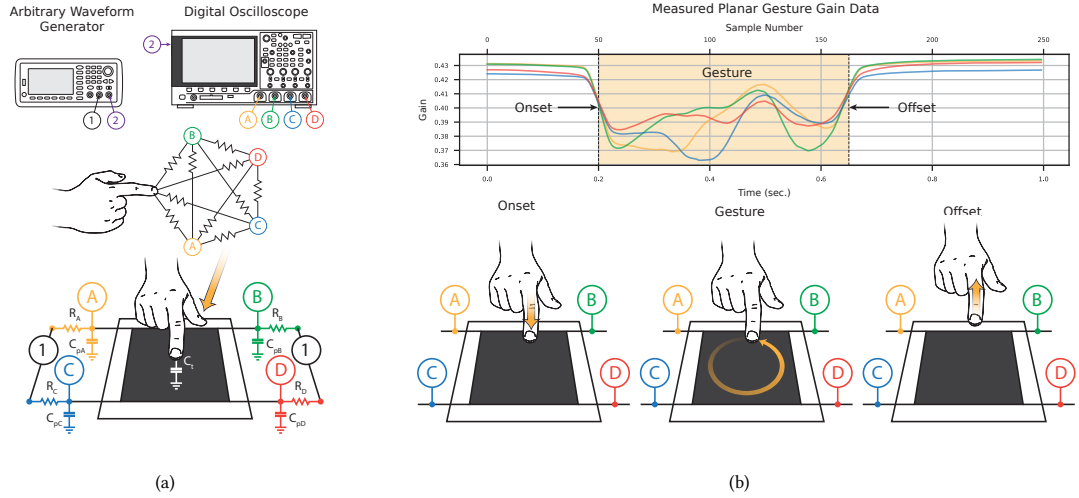 Arbitrary Waveform
Generator
Digital Oscilloscope
2
1
2
A
B
C
D
B
D
C
A
A
B
R_A
R_B
1
C_pA
C_pB
1
C_t
C
D
R_C
R_D
C_pC
C_pD
(a)
Measured Planar Gesture Gain Data
Sample Number
0 50 100 150 200 250
Gain
0.43
0.42
0.41
0.40
0.39
0.38
0.37
0.36
Gesture
Onset
Offset
0.0 0.2 0.4 0.6 0.8 1.0
Time (sec.)
Onset
Gesture
Offset
A
B
A
B
A
B
C
D
C
D
C
D
(b)